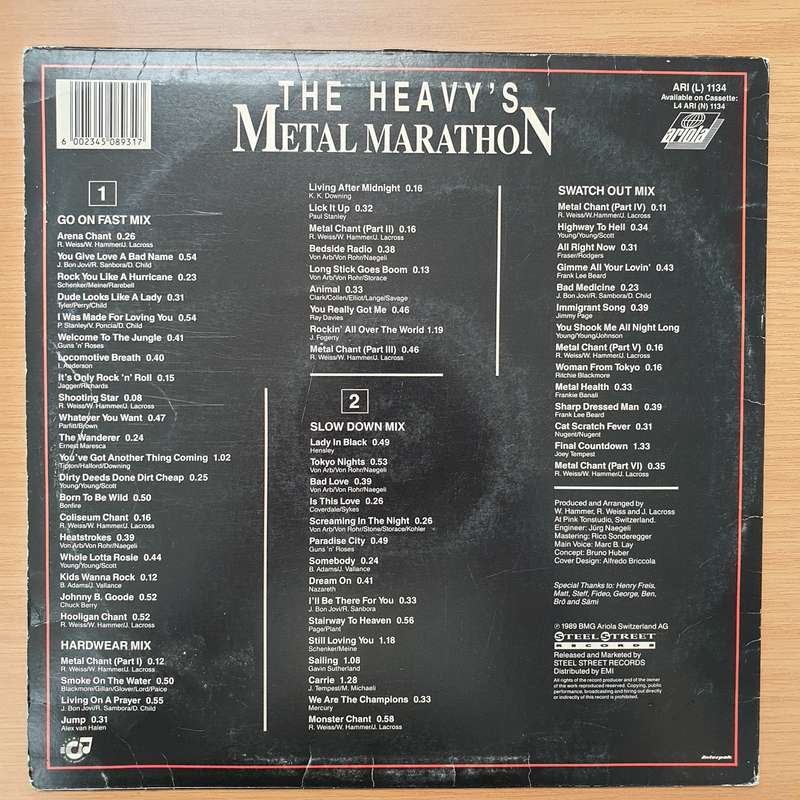 THE HEAVY'S
METAL MARATHON
ARI (L) 1134
Available on Cassette:
L4 ARI (N) 1134
ariola
6 002345 089317
1
GO ON FAST MIX
Arena Chant 0.26
R. Weiss/W. Hammer/J. Lacross
You Give Love A Bad Name 0.54
J. Bon Jovi/R. Sanbora/D. Child
Rock You Like A Hurricane 0.23
Schenker/Meine/Rarebell
Dude Looks Like A Lady 0.31
Tyler/Perry/Child
I Was Made For Loving You 0.54
P. Stanley/V. Poncia/D. Child
Welcome To The Jungle 0.41
Guns 'n' Roses
Locomotive Breath 0.40
I. Anderson
It's Only Rock 'n' Roll 0.15
Jagger/Richards
Shooting Star 0.08
R. Weiss/W. Hammer/J. Lacross
Whatever You Want 0.47
Parfitt/Brown
The Wanderer 0.24
Ernest Maresca
You've Got Another Thing Coming 1.02
Tipton/Halford/Downing
Dirty Deeds Done Dirt Cheap 0.25
Young/Young/Scott
Born To Be Wild 0.50
Bonfire
Coliseum Chant 0.16
R. Weiss/W. Hammer/J. Lacross
Heatstrokes 0.39
Von Arb/Von Rohr/Naegeli
Whole Lotta Rosie 0.44
Young/Young/Scott
Kids Wanna Rock 0.12
B. Adams/J. Vallance
Johnny B. Goode 0.52
Chuck Berry
Hooligan Chant 0.52
R. Weiss/W. Hammer/J. Lacross
HARDWEAR MIX
Metal Chant (Part I) 0.12
R. Weiss/W. Hammer/J. Lacross
Smoke On The Water 0.50
Blackmore/Gillan/Glover/Lord/Paice
Living On A Prayer 0.55
J. Bon Jovi/R. Sanbora/D. Child
Jump 0.31
Alex van Halen
Living After Midnight 0.16
K. K. Downing
Lick It Up 0.32
Paul Stanley
Metal Chant (Part II) 0.16
R. Weiss/W. Hammer/J. Lacross
Bedside Radio 0.38
Von Arb/Von Rohr/Naegeli
Long Stick Goes Boom 0.13
Von Arb/Von Rohr/Storace
Animal 0.33
Clark/Collen/Elliot/Lange/Savage
You Really Got Me 0.46
Ray Davies
Rockin' All Over The World 1.19
J. Fogerty
Metal Chant (Part III) 0.46
R. Weiss/W. Hammer/J. Lacross
2
SLOW DOWN MIX
Lady In Black 0.49
Hensley
Tokyo Nights 0.53
Von Arb/Von Rohr/Naegeli
Bad Love 0.39
Von Arb/Von Rohr/Naegeli
Is This Love 0.26
Coverdale/Sykes
Screaming In The Night 0.26
Von Arb/Von Rohr/Stone/Storace/Kohler
Paradise City 0.49
Guns 'n' Roses
Somebody 0.24
B. Adams/J. Vallance
Dream On 0.41
Nazareth
I'll Be There For You 0.33
J. Bon Jovi/R. Sanbora
Stairway To Heaven 0.56
Page/Plant
Still Loving You 1.18
Schenker/Meine
Sailing 1.08
Gavin Sutherland
Carrie 1.28
J. Tempest/M. Michaeli
We Are The Champions 0.33
Mercury
Monster Chant 0.58
R. Weiss/W. Hammer/J. Lacross
SWATCH OUT MIX
Metal Chant (Part IV) 0.11
R. Weiss/W.Hammer/J. Lacross
Highway To Hell 0.34
Young/Young/Scott
All Right Now 0.31
Fraser/Rodgers
Gimme All Your Lovin' 0.43
Frank Lee Beard
Bad Medicine 0.23
J. Bon Jovi/R. Sanbora/D. Child
Immigrant Song 0.39
Jimmy Page
You Shook Me All Night Long
Young/Young/Johnson
Metal Chant (Part V) 0.16
R. Weiss/W. Hammer/J. Lacross
Woman From Tokyo 0.16
Ritchie Blackmore
Metal Health 0.33
Frankie Banali
Sharp Dressed Man 0.39
Frank Lee Beard
Cat Scratch Fever 0.31
Nugent/Nugent
Final Countdown 1.33
Joey Tempest
Metal Chant (Part VI) 0.35
R. Weiss/W. Hammer/J. Lacross
Produced and Arranged by
W. Hammer, R. Weiss and J. Lacross
At Pink Tonstudio, Switzerland.
Engineer: Jürg Naegeli
Mastering: Rico Sonderegger
Main Voice: Marc B. Lay
Concept: Bruno Huber
Cover Design: Alfredo Briccola
Special Thanks to: Henry Freis,
Matt, Steff, Fideo, George, Ben,
Brö and Sämi
℗ 1989 BMG Ariola Switzerland AG
STEEL STREET
RECORDS
Released and Marketed by
STEEL STREET RECORDS
Distributed by EMI
All rights of the record producer and of the owner
of the work reproduced reserved. Copying, public
performance, broadcasting and hiring out directly
or indirectly of this record is prohibited.
interpak